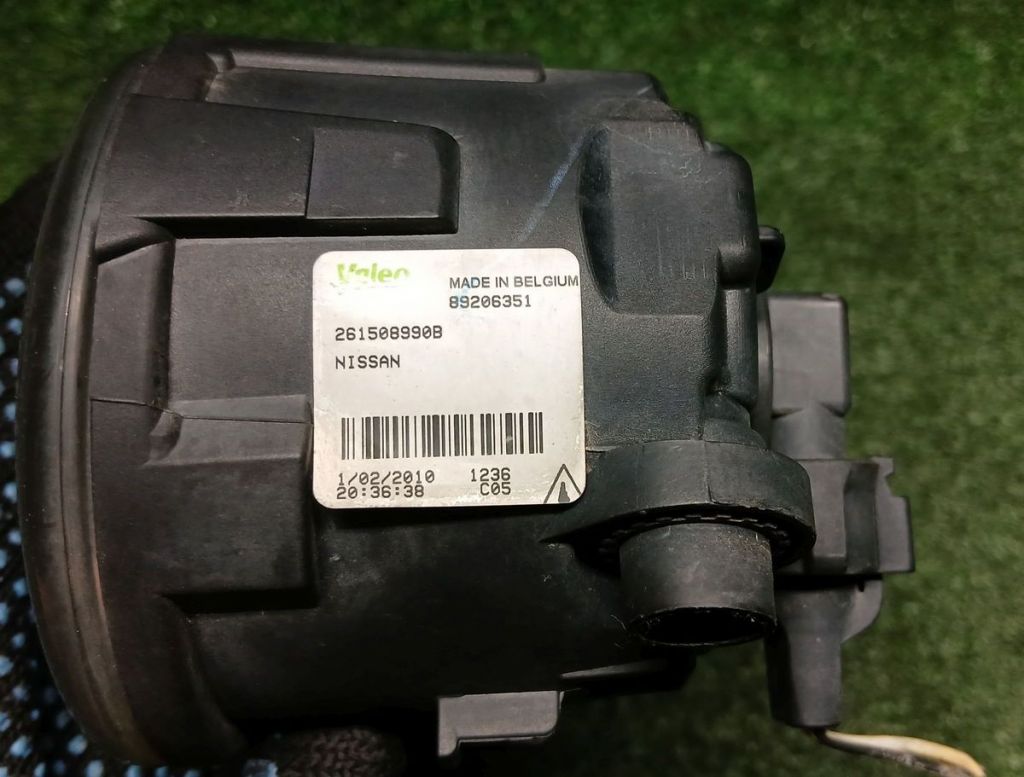 Valeo
MADE IN BELGIUM
89206351
261508990B
NISSAN
1/02/2010 1236
20:36:38 C05